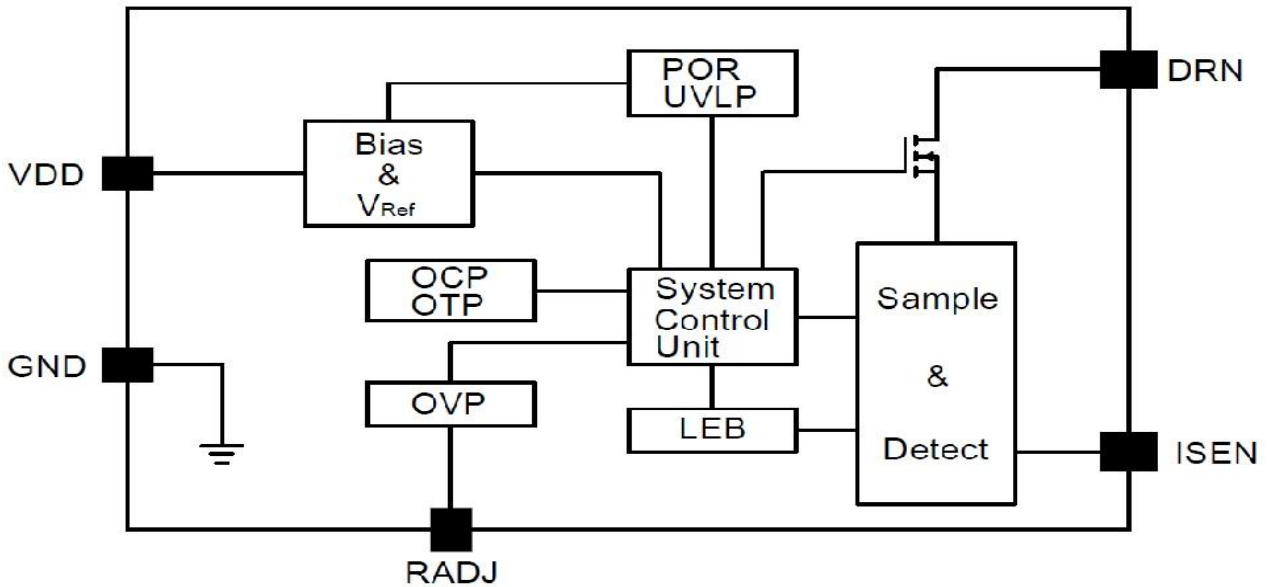 POR
UVLP
DRN
Bias
&
VRef
VDD
OCP
OTP
System
Control
Unit
Sample
&
Detect
GND
OVP
LEB
ISEN
RADJ